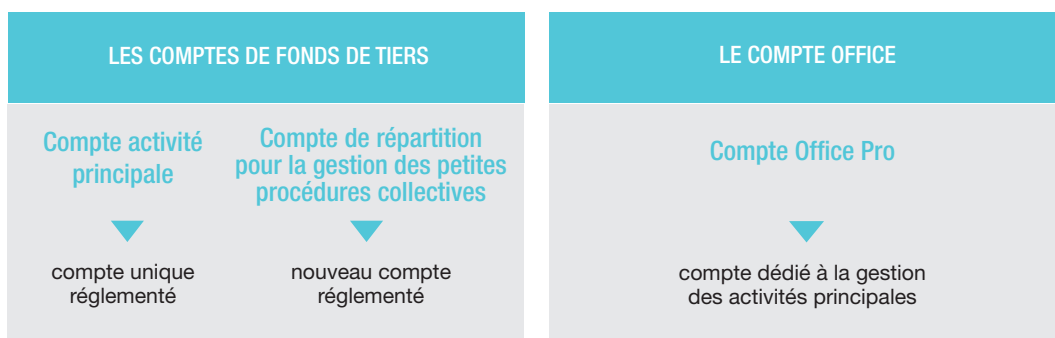 LES COMPTES DE FONDS DE TIERS
Compte activité
principale
compte unique
réglementé
Compte de répartition
pour la gestion des petites
procédures collectives
nouveau compte
réglementé
LE COMPTE OFFICE
Compte Office Pro
compte dédié à la gestion
des activités principales